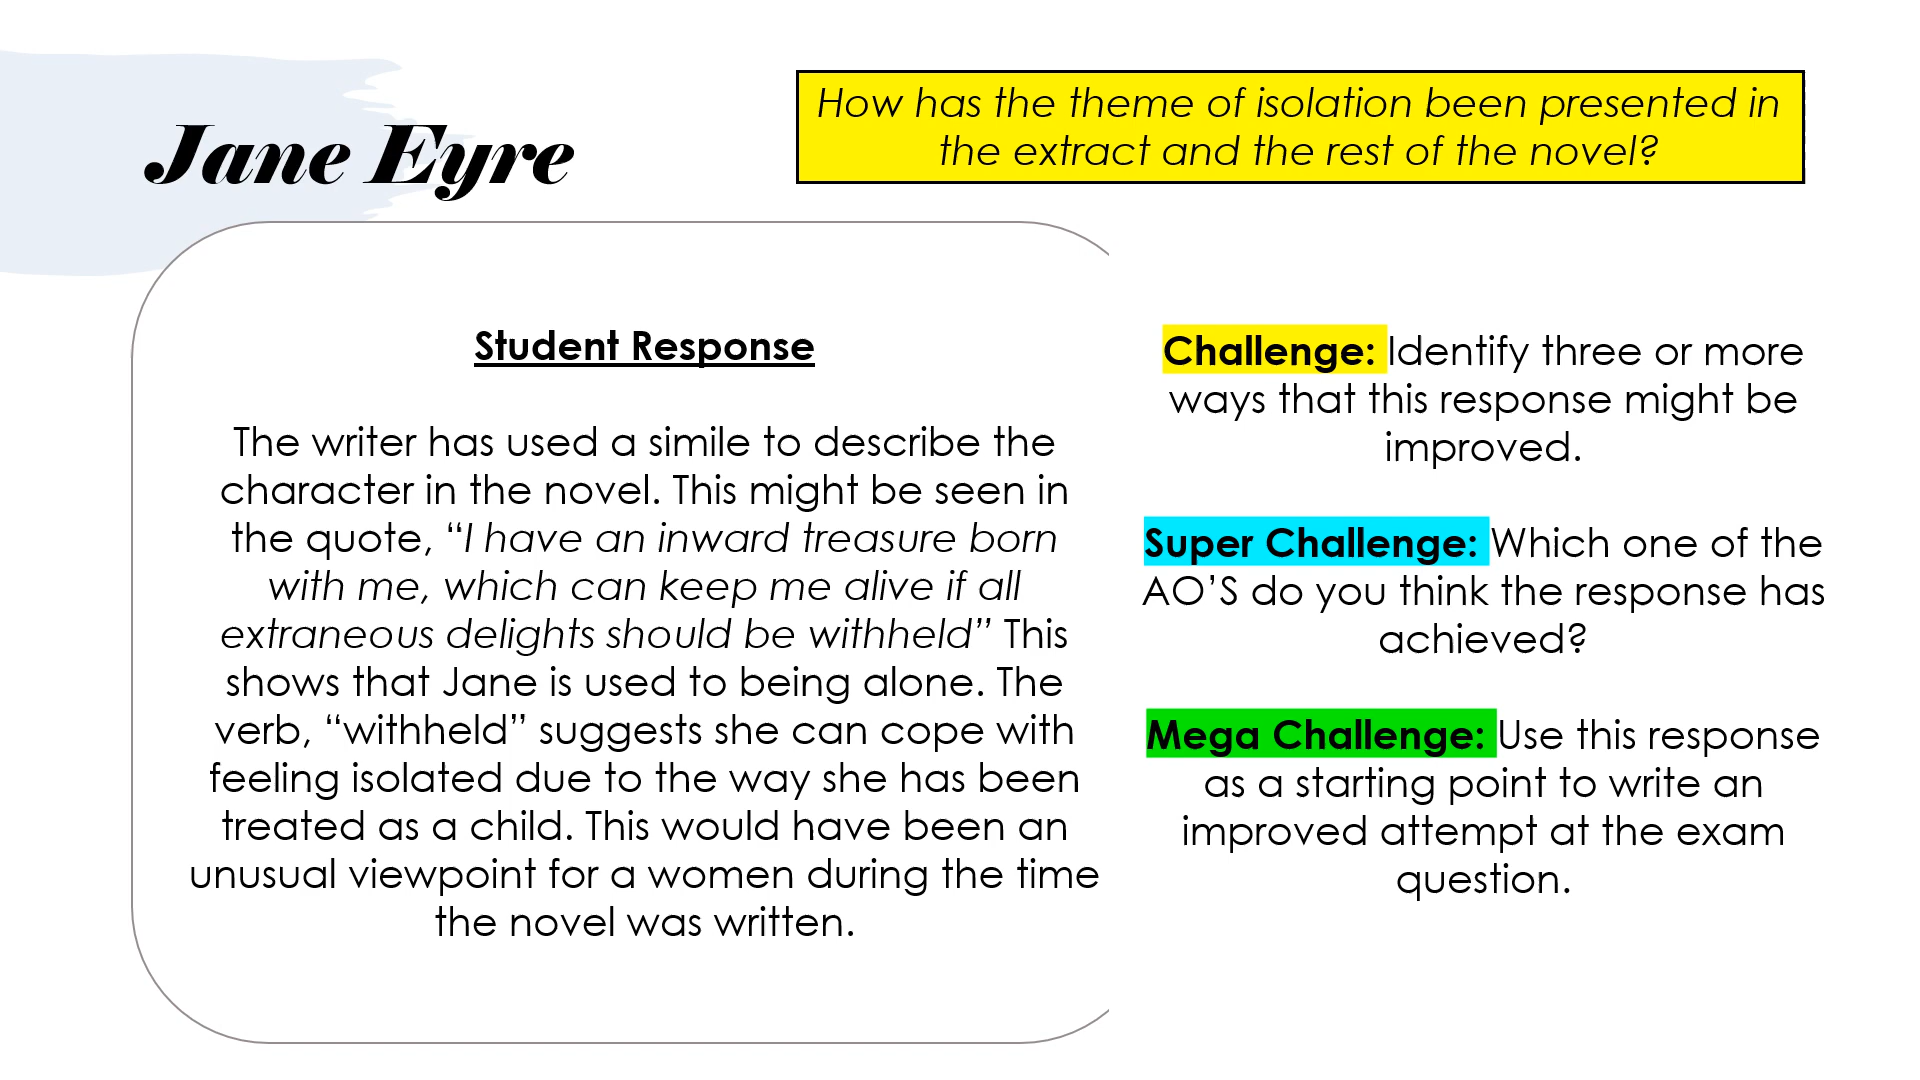 Jane Eyre
How has the theme of isolation been presented in
the extract and the rest of the novel?
Student Response
The writer has used a simile to describe the
character in the novel. This might be seen in
the quote, “I have an inward treasure born
with me, which can keep me alive if all
extraneous delights should be withheld” This
shows that Jane is used to being alone. The
verb, “withheld” suggests she can cope with
feeling isolated due to the way she has been
treated as a child. This would have been an
unusual viewpoint for a women during the time
the novel was written.
Challenge: Identify three or more
ways that this response might be
improved.
Super Challenge: Which one of the
AO’S do you think the response has
achieved?
Mega Challenge: Use this response
as a starting point to write an
improved attempt at the exam
question.